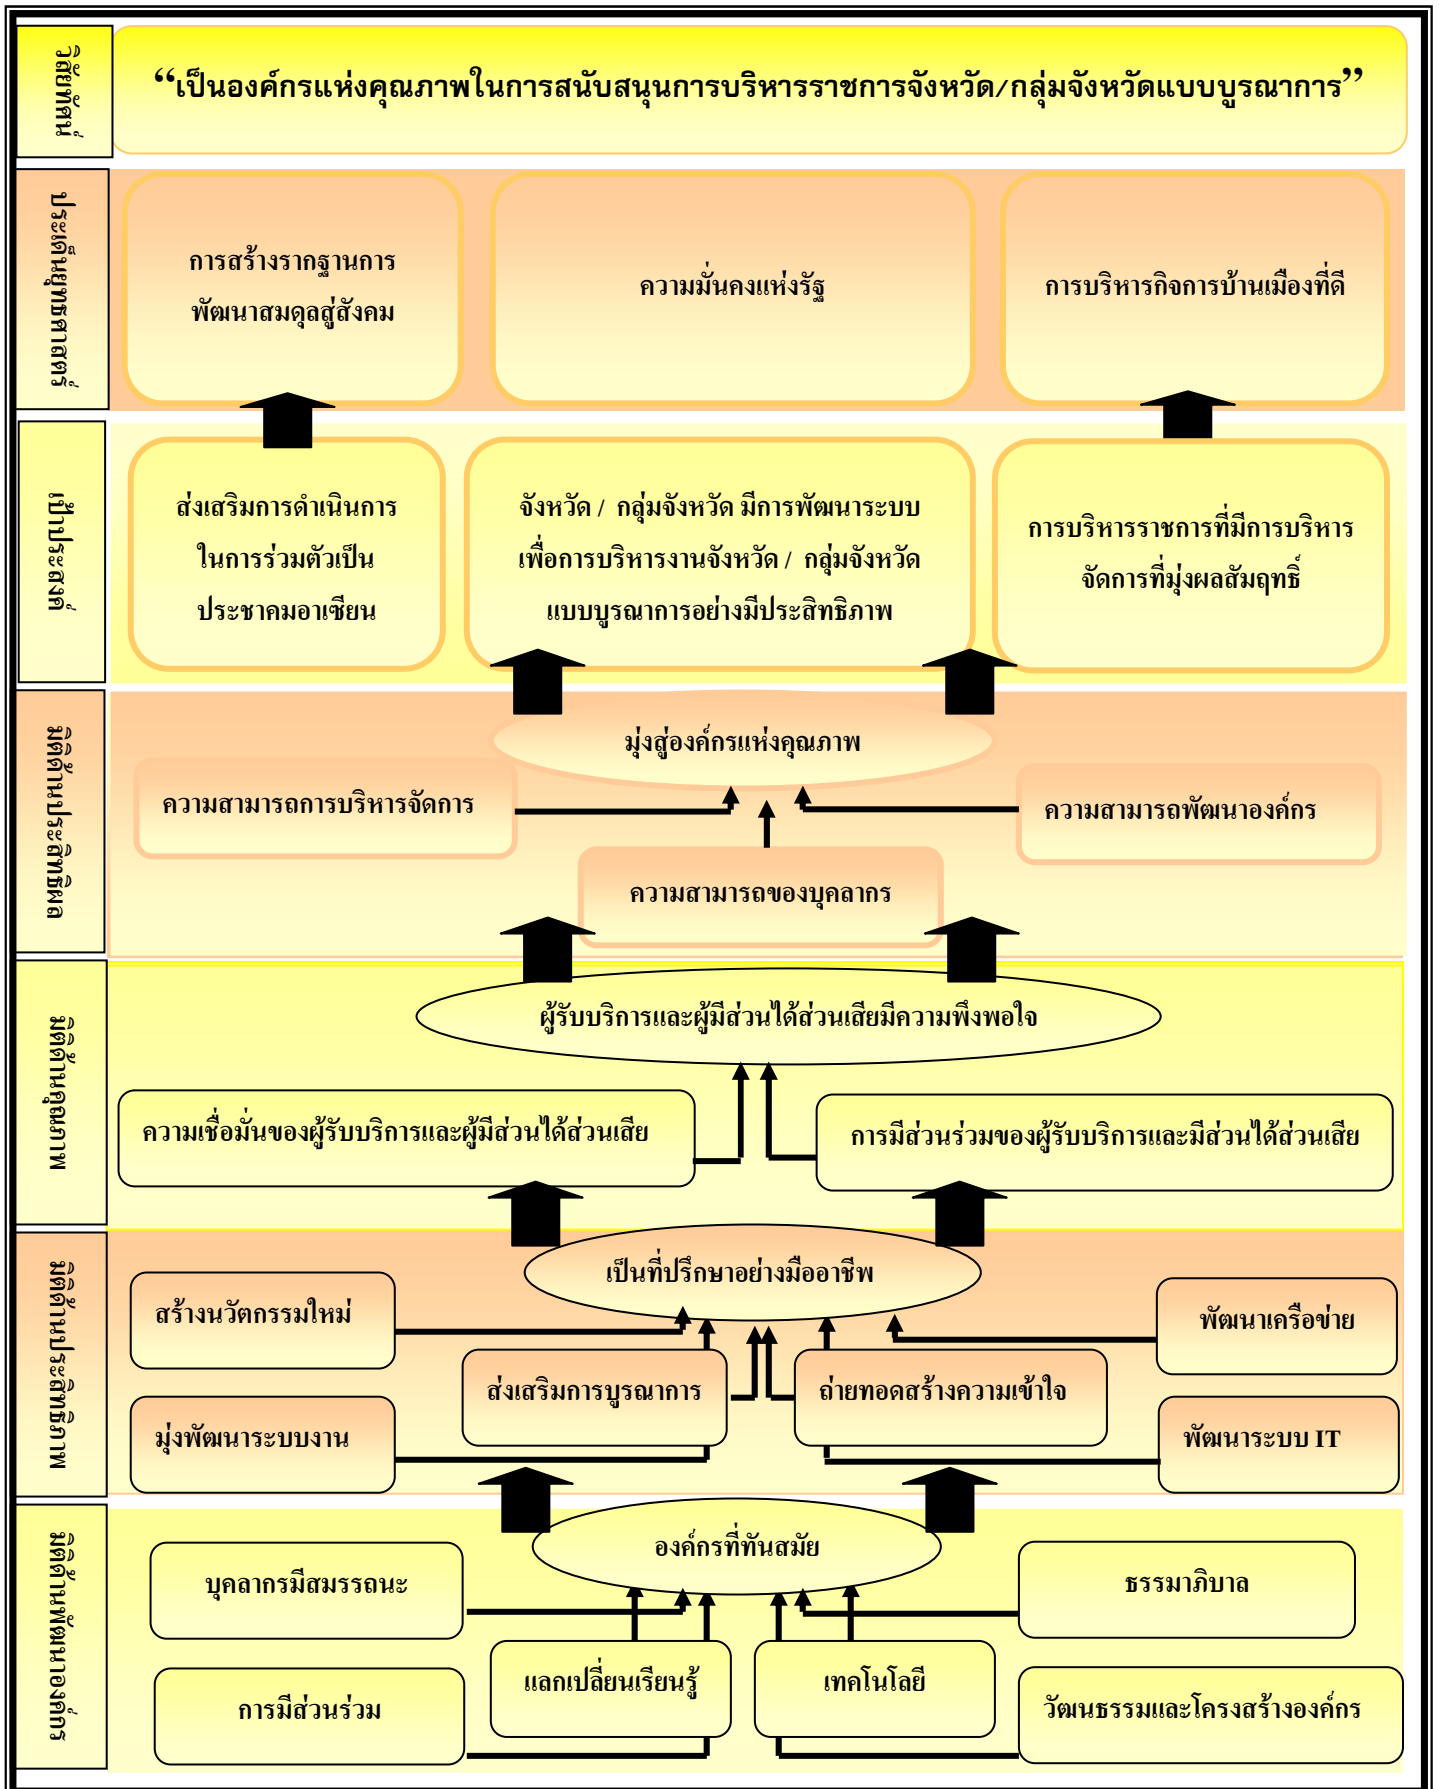 วิสัยทัศน์
“เป็นองค์กรแห่งคุณภาพในการสนับสนุนการบริหารราชการจังหวัด/กลุ่มจังหวัดแบบบูรณาการ”
ประเด็นยุทธศาสตร์
การสร้างรากฐานการ
พัฒนาสมดุลสู่สังคม
ความมั่นคงแห่งรัฐ
การบริหารกิจการบ้านเมืองที่ดี
เป้าประสงค์
ส่งเสริมการดำเนินการ
ในการร่วมตัวเป็น
ประชาคมอาเซียน
จังหวัด / กลุ่มจังหวัด มีการพัฒนาระบบ
เพื่อการบริหารงานจังหวัด / กลุ่มจังหวัด
แบบบูรณาการอย่างมีประสิทธิภาพ
การบริหารราชการที่มีการบริหาร
จัดการที่มุ่งผลสัมฤทธิ์
มิติด้านประสิทธิผล
มุ่งสู่องค์กรแห่งคุณภาพ
ความสามารถการบริหารจัดการ
ความสามารถพัฒนาองค์กร
ความสามารถของบุคลากร
มิติด้านคุณภาพ
ผู้รับบริการและผู้มีส่วนได้ส่วนเสียมีความพึงพอใจ
ความเชื่อมั่นของผู้รับบริการและผู้มีส่วนได้ส่วนเสีย
การมีส่วนร่วมของผู้รับบริการและมีส่วนได้ส่วนเสีย
มิติด้านประสิทธิภาพ
เป็นที่ปรึกษาอย่างมืออาชีพ
สร้างนวัตกรรมใหม่
พัฒนาเครือข่าย
ส่งเสริมการบูรณาการ
ถ่ายทอดสร้างความเข้าใจ
มุ่งพัฒนาระบบงาน
พัฒนาระบบ IT
มิติด้านพัฒนาองค์กร
องค์กรที่ทันสมัย
บุคลากรมีสมรรถนะ
ธรรมาภิบาล
แลกเปลี่ยนเรียนรู้
เทคโนโลยี
การมีส่วนร่วม
วัฒนธรรมและโครงสร้างองค์กร